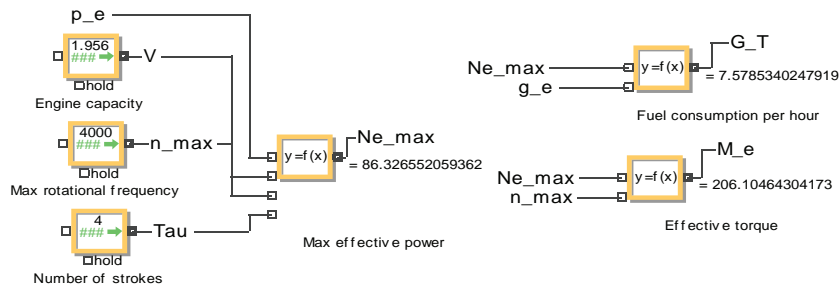 p_e
1.956
###
V
hold
Engine capacity
4000
###
n_max
hold
Max rotational frequency
4
###
Tau
hold
Number of strokes
y=f(x)
Ne_max
= 86.326552059362
Max effective power
Ne_max
g_e
y=f(x)
G_T
= 7.5785340247919
Fuel consumption per hour
Ne_max
n_max
y=f(x)
M_e
= 206.10464304173
Effective torque